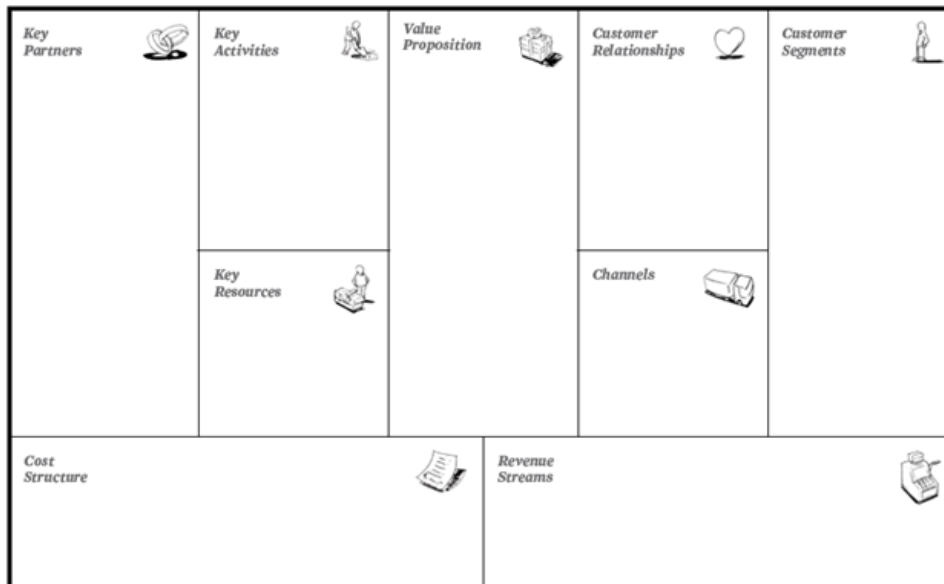 Key
Partners
Key
Activities
Value
Proposition
Customer
Relationships
Customer
Segments
Key
Resources
Channels
Cost
Structure
Revenue
Streams